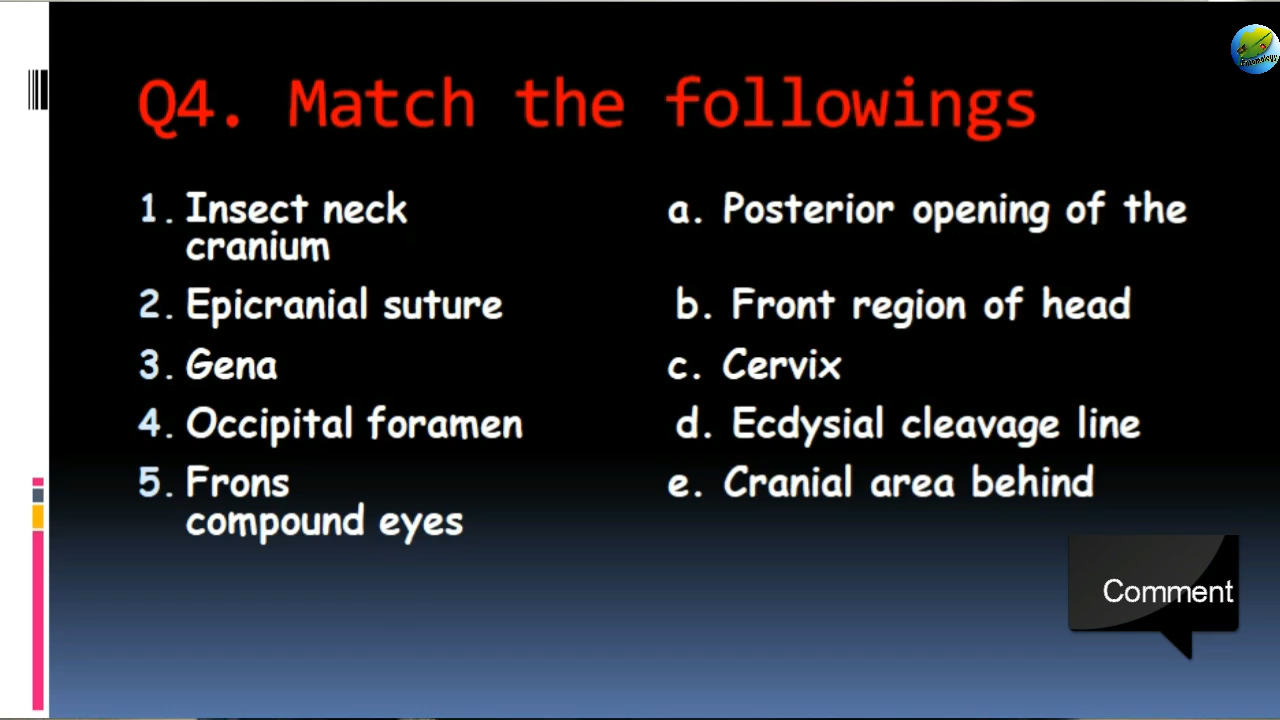 Q4. Match the followings
1. Insect neck a. Posterior opening of the
cranium
2. Epicranial suture b. Front region of head
3. Gena c. Cervix
4. Occipital foramen d. Ecdysial cleavage line
5. Frons e. Cranial area behind
compound eyes
Comment